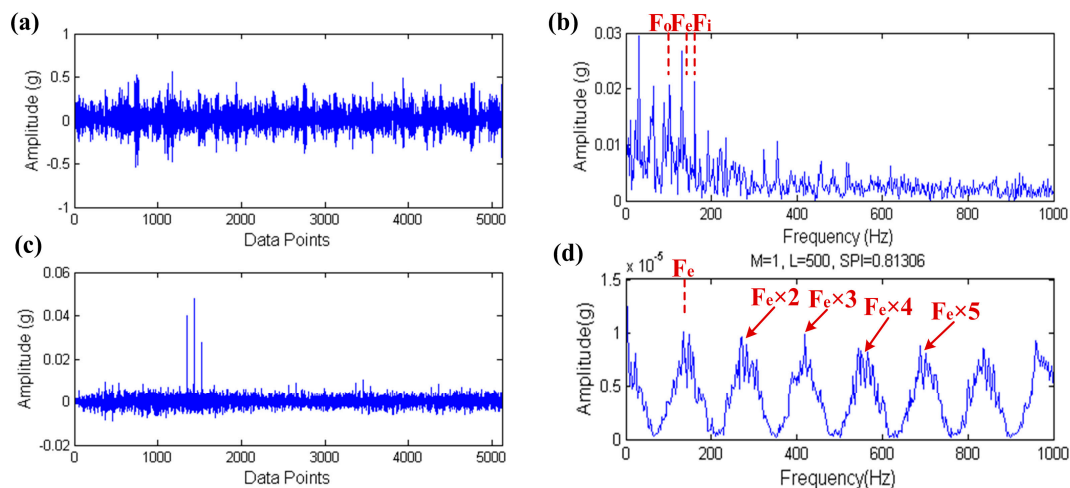 (a)
1
0.5
0
-0.5
-1
Amplitude (g)
0 1000 2000 3000 4000 5000
Data Points
(b)
Fo Fe Fi
0.03
0.02
0.01
0
Amplitude (g)
0 200 400 600 800 1000
Frequency (Hz)
(c)
0.06
0.04
0.02
0
-0.02
Amplitude (g)
0 1000 2000 3000 4000 5000
Data Points
(d)
M=1, L=500, SPI=0.81306
1.5 x 10^-5
1
0.5
0
Amplitude(g)
Fe
Fe×2
Fe×3
Fe×4
Fe×5
0 200 400 600 800 1000
Frequency(Hz)